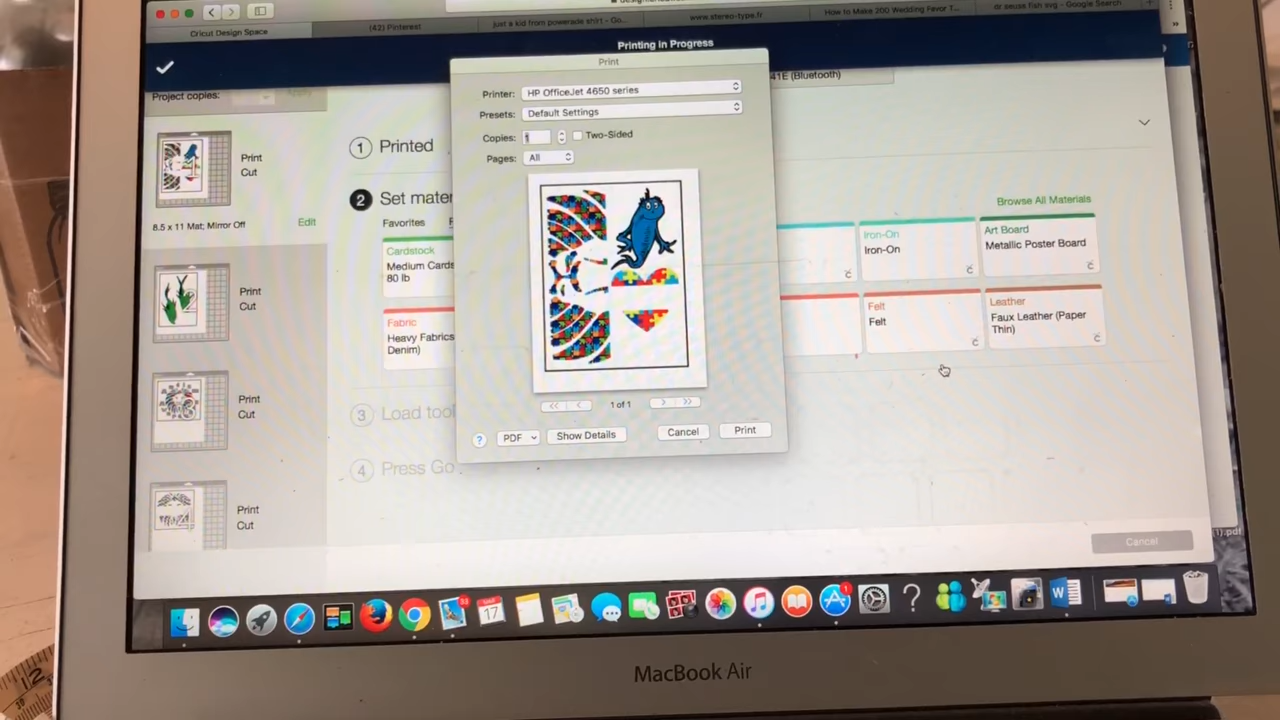 Cricut Design Space
(42) Pinterest
just a kid from powerade shirt - Go...
www.stereo-type.fr
How to Make 200 Wedding Favor T...
dr seuss fish svg - Google Search
Printing in Progress
Print
Project copies:
Apply
41E (Bluetooth)
Printer: HP OfficeJet 4650 series
Presets: Default Settings
Copies: 1 Two-Sided
Pages: All
1 Printed
Print
Cut
8.5 x 11 Mat; Mirror Off
Edit
2 Set mater
Favorites
Browse All Materials
Cardstock
Medium Cards
80 lb
Iron-On
Iron-On
Art Board
Metallic Poster Board
Fabric
Heavy Fabrics
Denim)
Felt
Felt
Leather
Faux Leather (Paper
Thin)
Print
Cut
Print
Cut
Print
Cut
3 Load tool
4 Press Go
1 of 1
? PDF Show Details Cancel Print
Cancel
(1).pdf
17
MacBook Air
12